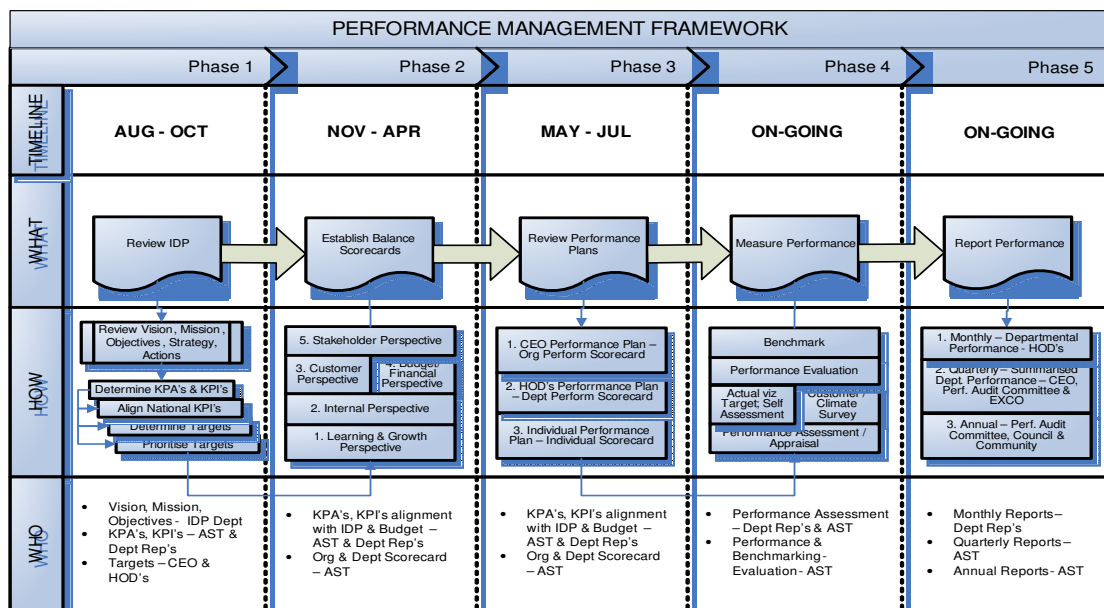 PERFORMANCE MANAGEMENT FRAMEWORK
Phase 1
Phase 2
Phase 3
Phase 4
Phase 5
TIMELINE
AUG - OCT
NOV - APR
MAY - JUL
ON-GOING
ON-GOING
WHAT
Review IDP
Establish Balance
Scorecards
Review Performance
Plans
Measure Performance
Report Performance
HOW
Review Vision, Mission,
Objectives, Strategy,
Actions
Determine KPA's & KPI's
Align National KPI's
Determine Targets
Prioritise Targets
5. Stakeholder Perspective
3. Customer
Perspective
4. Budget/
Financial
Perspective
2. Internal Perspective
1. Learning & Growth
Perspective
1. CEO Performance Plan –
Org Perform Scorecard
2. HOD's Performance Plan
– Dept Perform Scorecard
3. Individual Performance
Plan – Individual Scorecard
Benchmark
Performance Evaluation
Actual viz
Target; Self
Assessment
Customer /
Climate
Survey
Performance Assessment /
Appraisal
1. Monthly – Departmental
Performance - HOD's
2. Quarterly – Summarised
Dept. Performance – CEO,
Perf. Audit Committee &
EXCO
3. Annual – Perf. Audit
Committee, Council &
Community
WHO
• Vision, Mission,
Objectives - IDP Dept
• KPA's, KPI's – AST &
Dept Rep's
• Targets – CEO &
HOD's
• KPA's, KPI's alignment
with IDP & Budget –
AST & Dept Rep's
• Org & Dept Scorecard
– AST
• KPA's, KPI's alignment
with IDP & Budget –
AST & Dept Rep's
• Org & Dept Scorecard
– AST
• Performance Assessment
– Dept Rep's & AST
• Performance &
Benchmarking-
Evaluation- AST
• Monthly Reports –
Dept Rep's
• Quarterly Reports –
AST
• Annual Reports - AST